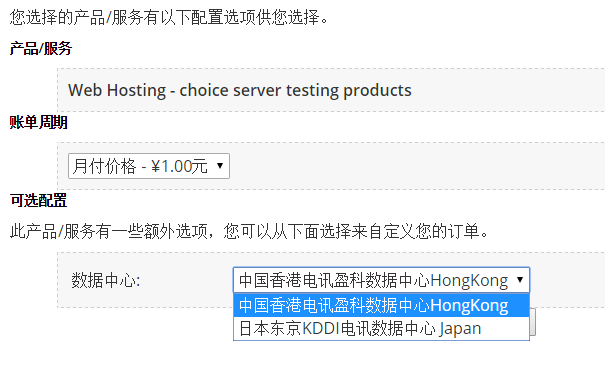 您选择的产品/服务有以下配置选项供您选择。
产品/服务
Web Hosting - choice server testing products
账单周期
月付价格 - ¥1.00元
可选配置
此产品/服务有一些额外选项，您可以从下面选择来自定义您的订单。
数据中心: 中国香港电讯盈科数据中心HongKong
中国香港电讯盈科数据中心HongKong
日本东京KDDI电讯数据中心 Japan